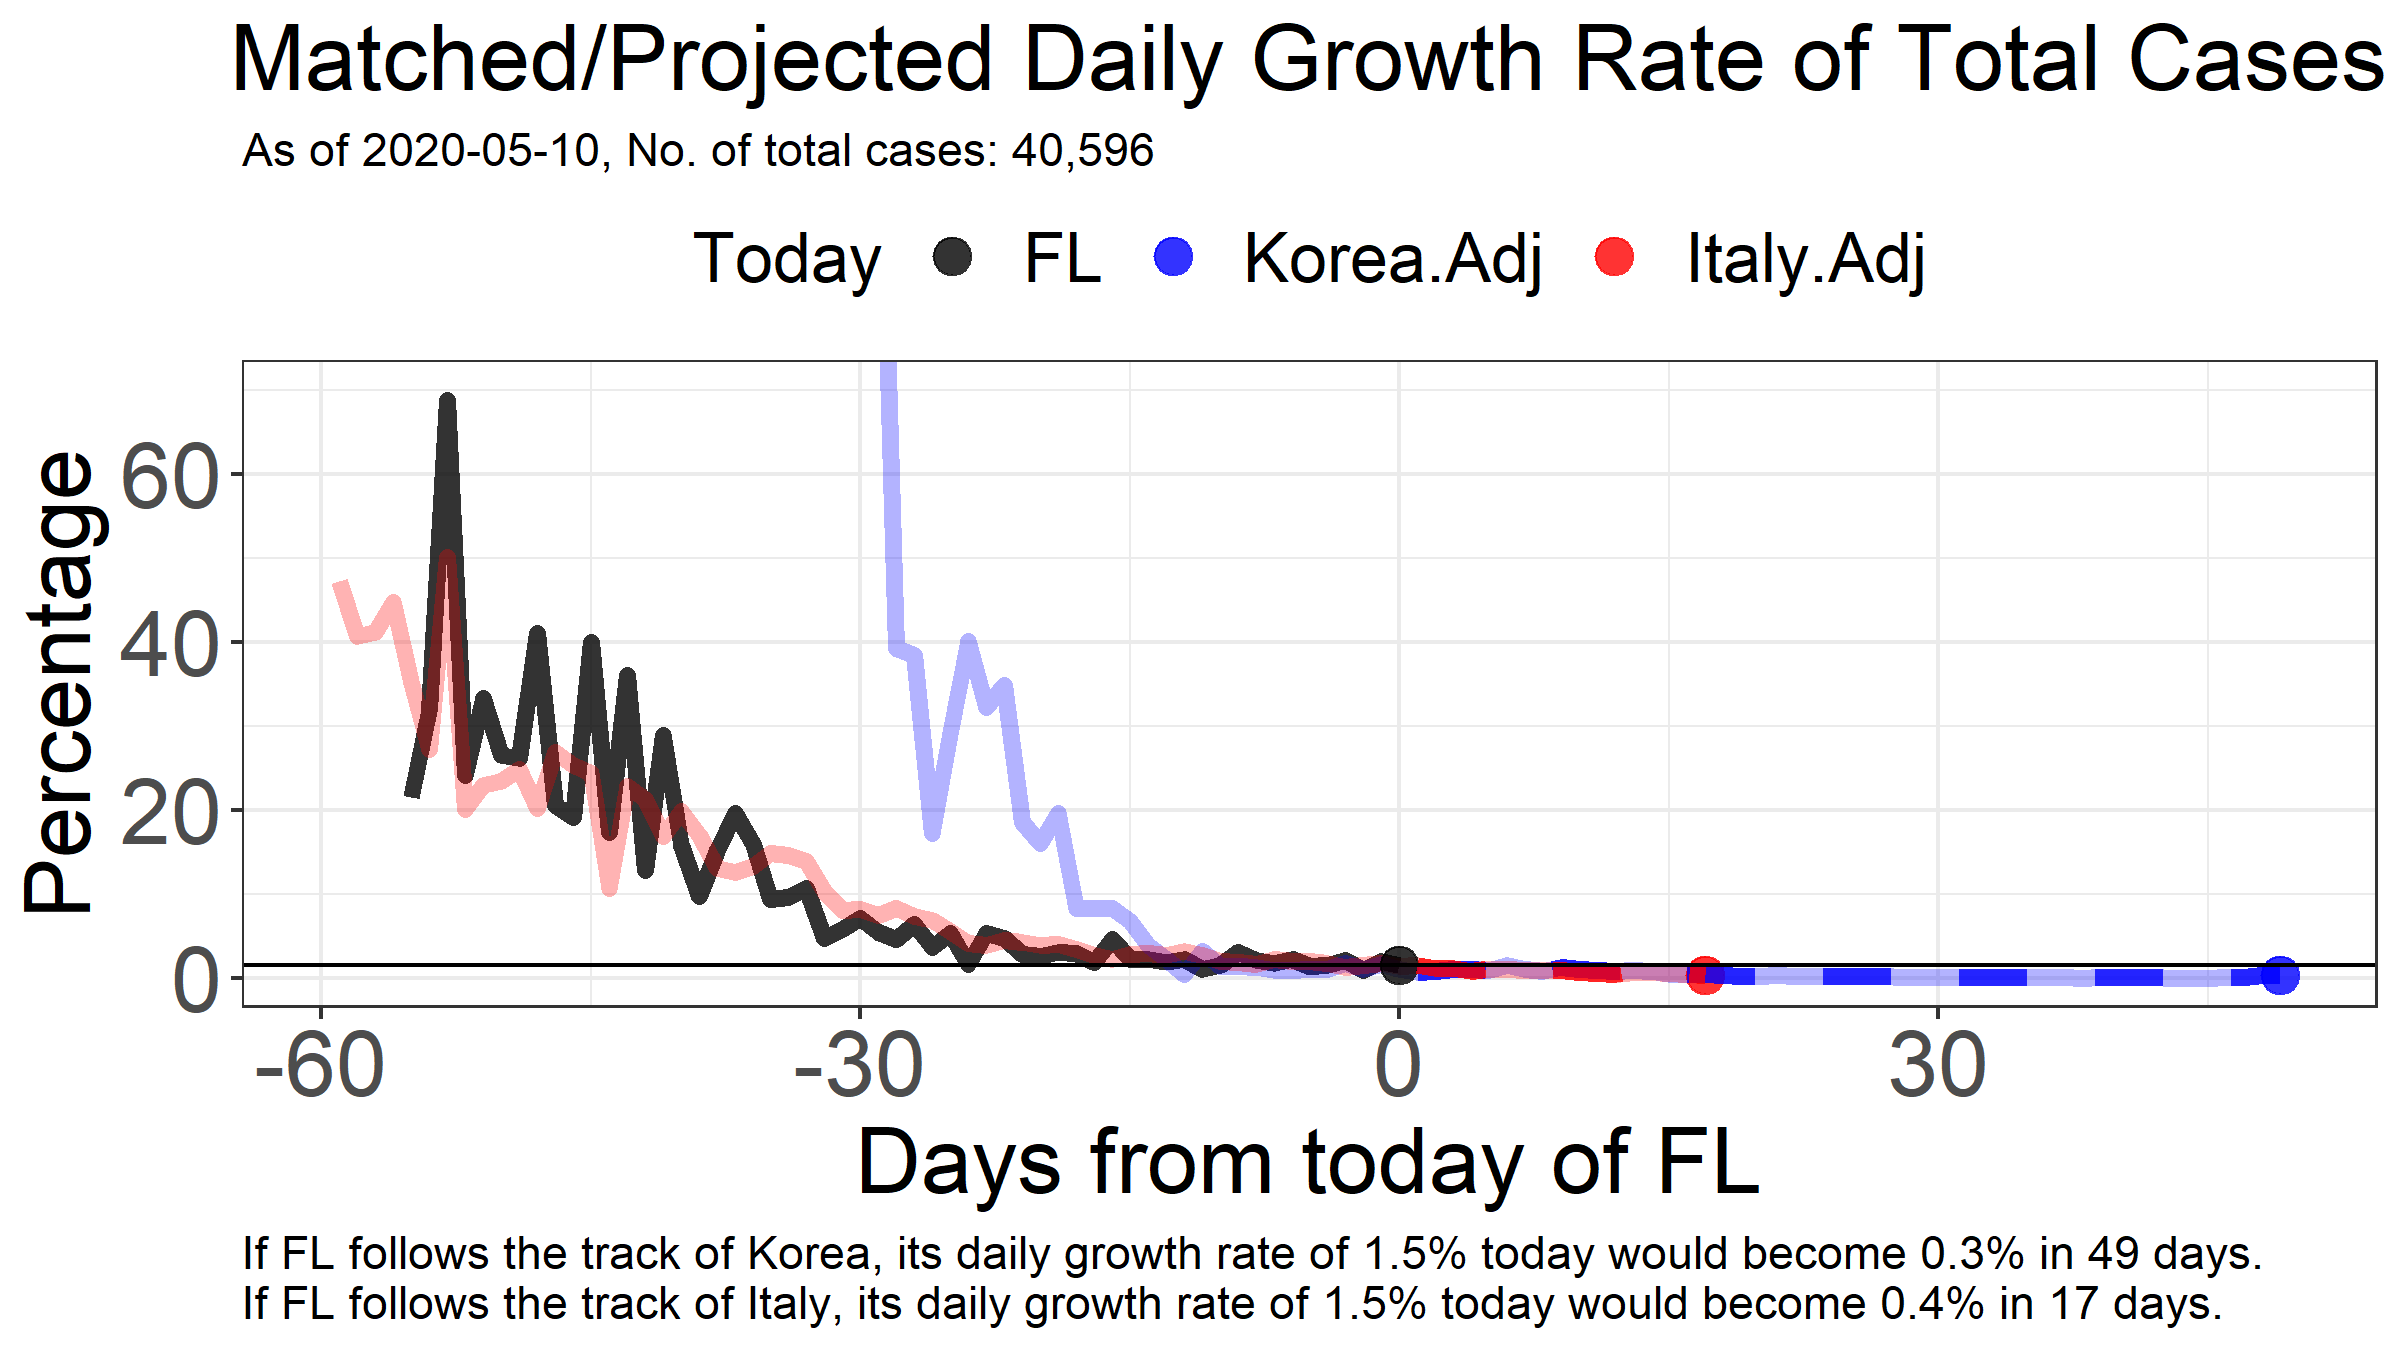 Matched/Projected Daily Growth Rate of Total Cases
As of 2020-05-10, No. of total cases: 40,596
Today FL Korea.Adj Italy.Adj
Percentage
60
40
20
0
-60 -30 0 30
Days from today of FL
If FL follows the track of Korea, its daily growth rate of 1.5% today would become 0.3% in 49 days.
If FL follows the track of Italy, its daily growth rate of 1.5% today would become 0.4% in 17 days.